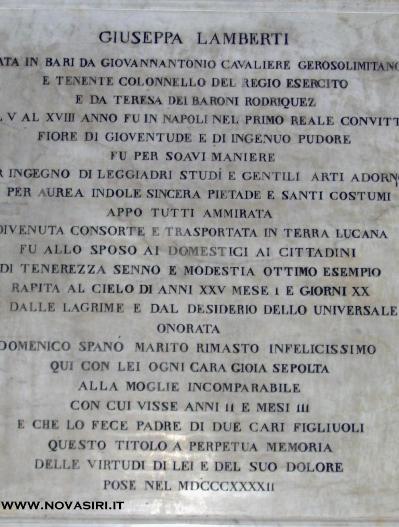 GIUSEPPA LAMBERTI
ATA IN BARI DA GIOVANNANTONIO CAVALIERE GEROSOLIMITANO
E TENENTE COLONNELLO DEL REGIO ESERCITO
E DA TERESA DEI BARONI RODRIQUEZ
L V AL XVIII ANNO FU IN NAPOLI NEL PRIMO REALE CONVITT
FIORE DI GIOVENTUDE E DI INGENUO PUDORE
FU PER SOAVI MANIERE
R INGEGNO DI LEGGIADRI STUDÍ E GENTILI ARTI ADORN
PER AUREA INDOLE SINCERA PIETADE E SANTI COSTUMI
APPO TUTTI AMMIRATA
DIVENUTA CONSORTE E TRASPORTATA IN TERRA LUCANA
FU ALLO SPOSO AI DOMESTICI AI CITTADINI
DI TENEREZZA SENNO E MODESTIA OTTIMO ESEMPIO
RAPITA AL CIELO DI ANNI XXV MESE I E GIORNI XX
DALLE LAGRIME E DAL DESIDERIO DELLO UNIVERSALE
ONORATA
DOMENICO SPANÓ MARITO RIMASTO INFELICISSIMO
QUI CON LEI OGNI CARA GIOIA SEPOLTA
ALLA MOGLIE INCOMPARABILE
CON CUI VISSE ANNI II E MESI III
E CHE LO FECE PADRE DI DUE CARI FIGLIUOLI
QUESTO TITOLO A PERPETUA MEMORIA
DELLE VIRTUDI DI LEI E DEL SUO DOLORE
POSE NEL MDCCCXXXXII
WWW.NOVASIRI.IT